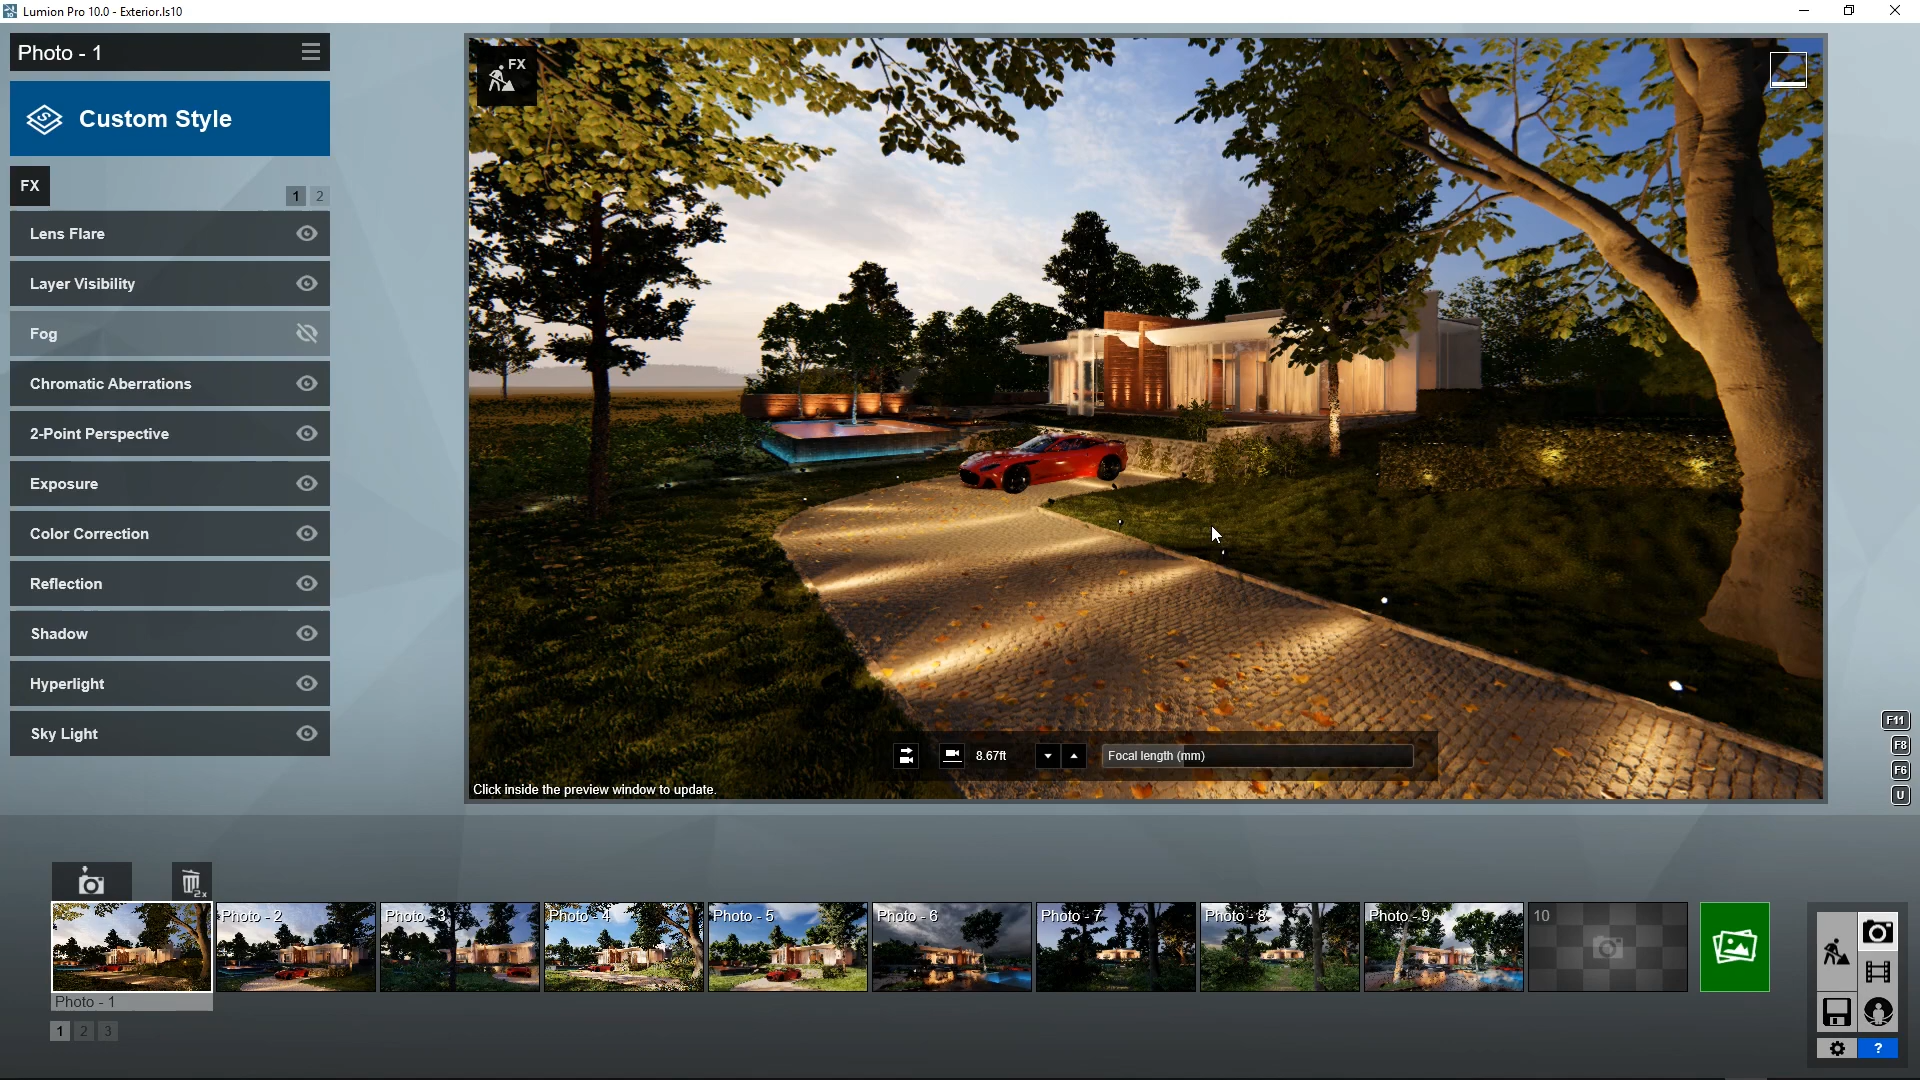 Lumion Pro 10.0 - Exterior.ls10
Photo - 1
Custom Style
FX
1 2
Lens Flare
Layer Visibility
Fog
Chromatic Aberrations
2-Point Perspective
Exposure
Color Correction
Reflection
Shadow
Hyperlight
Sky Light
FX
8.67ft
Focal length (mm)
Click inside the preview window to update.
F11
F8
F6
U
2x
Photo - 2
Photo - 3
Photo - 4
Photo - 5
Photo - 6
Photo - 7
Photo - 8
Photo - 9
10
Photo - 1
1 2 3
?